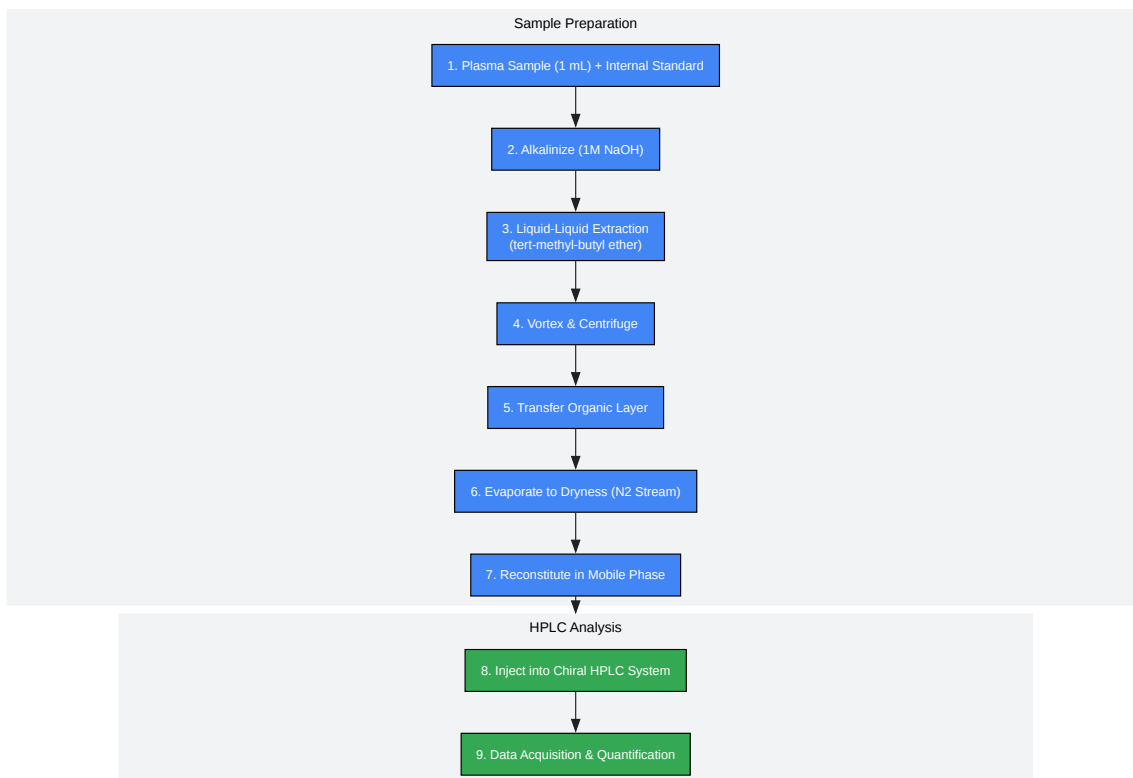 Sample Preparation
1. Plasma Sample (1 mL) + Internal Standard
2. Alkalinize (1M NaOH)
3. Liquid-Liquid Extraction
(tert-methyl-butyl ether)
4. Vortex & Centrifuge
5. Transfer Organic Layer
6. Evaporate to Dryness (N2 Stream)
7. Reconstitute in Mobile Phase
HPLC Analysis
8. Inject into Chiral HPLC System
9. Data Acquisition & Quantification